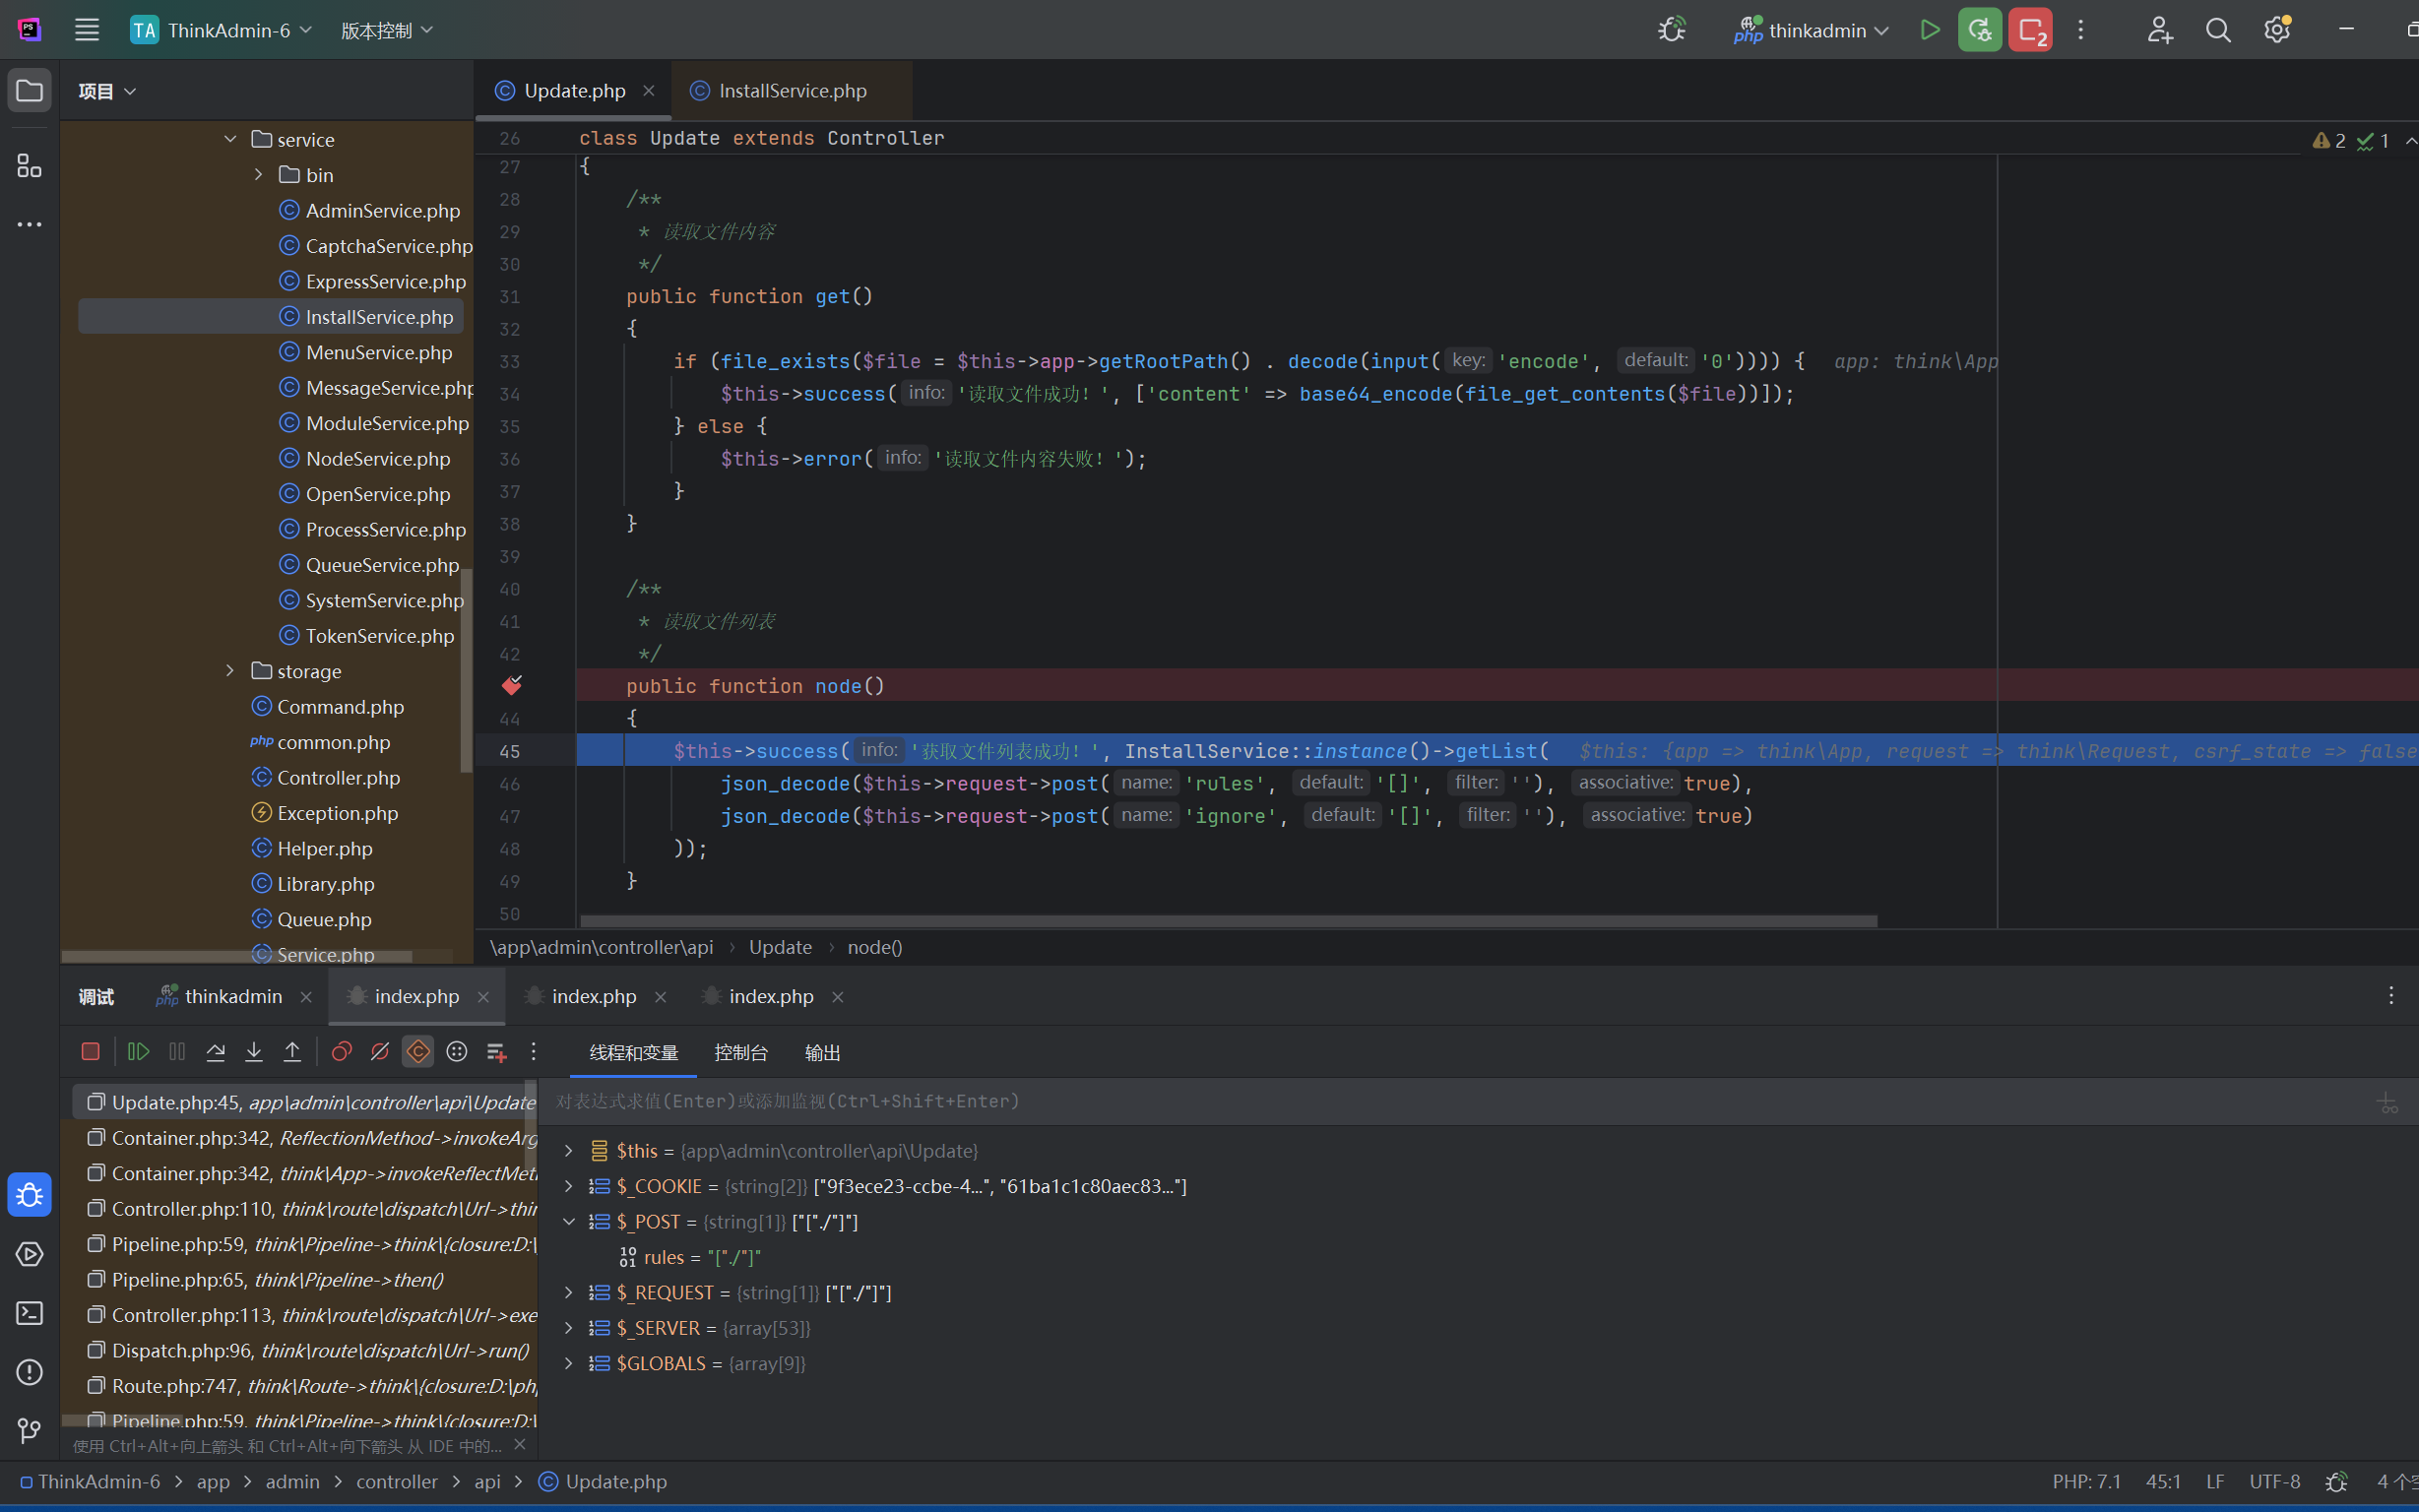 TA ThinkAdmin-6 版本控制 php thinkadmin 2
项目
service
bin
AdminService.php
CaptchaService.php
ExpressService.php
InstallService.php
MenuService.php
MessageService.php
ModuleService.php
NodeService.php
OpenService.php
ProcessService.php
QueueService.php
SystemService.php
TokenService.php
storage
Command.php
php common.php
Controller.php
Exception.php
Helper.php
Library.php
Queue.php
Service.php
Update.php InstallService.php
2 1
26 class Update extends Controller
27 {
28 /**
29 * 读取文件内容
30 */
31 public function get()
32 {
33 if (file_exists($file = $this->app->getRootPath() . decode(input( key: 'encode', default: '0')))) { app: think\App
34 $this->success( info: '读取文件成功! ', ['content' => base64_encode(file_get_contents($file))]);
35 } else {
36 $this->error( info: '读取文件内容失败! ');
37 }
38 }
39
40 /**
41 * 读取文件列表
42 */
public function node()
44 {
45 $this->success( info: '获取文件列表成功! ', InstallService::instance()->getList( $this: {app => think\App, request => think\Request, csrf_state => false
46 json_decode($this->request->post( name: 'rules', default: '[]', filter: ''), associative: true),
47 json_decode($this->request->post( name: 'ignore', default: '[]', filter: ''), associative: true)
48 ));
49 }
50
\app\admin\controller\api › Update › node()
调试 php thinkadmin index.php index.php index.php
线程和变量 控制台 输出
Update.php:45, app\admin\controller\api\Update
Container.php:342, ReflectionMethod->invokeArg
Container.php:342, think\App->invokeReflectMet
Controller.php:110, think\route\dispatch\Url->thin
Pipeline.php:59, think\Pipeline->think\{closure:D:\
Pipeline.php:65, think\Pipeline->then()
Controller.php:113, think\route\dispatch\Url->exe
Dispatch.php:96, think\route\dispatch\Url->run()
Route.php:747, think\Route->think\{closure:D:\php
Pipeline.php:59, think\Pipeline->think\{closure:D:\
使用 Ctrl+Alt+向上箭头 和 Ctrl+Alt+向下箭头 从 IDE 中的...
对表达式求值(Enter)或添加监视(Ctrl+Shift+Enter)
$this = {app\admin\controller\api\Update}
$_COOKIE = {string[2]} ["9f3ece23-ccbe-4...", "61ba1c1c80aec83..."]
$_POST = {string[1]} ["["./"]"]
rules = "["./"]"
$_REQUEST = {string[1]} ["["./"]"]
$_SERVER = {array[53]}
$GLOBALS = {array[9]}
ThinkAdmin-6 > app > admin > controller > api > Update.php
PHP: 7.1 45:1 LF UTF-8 4 个